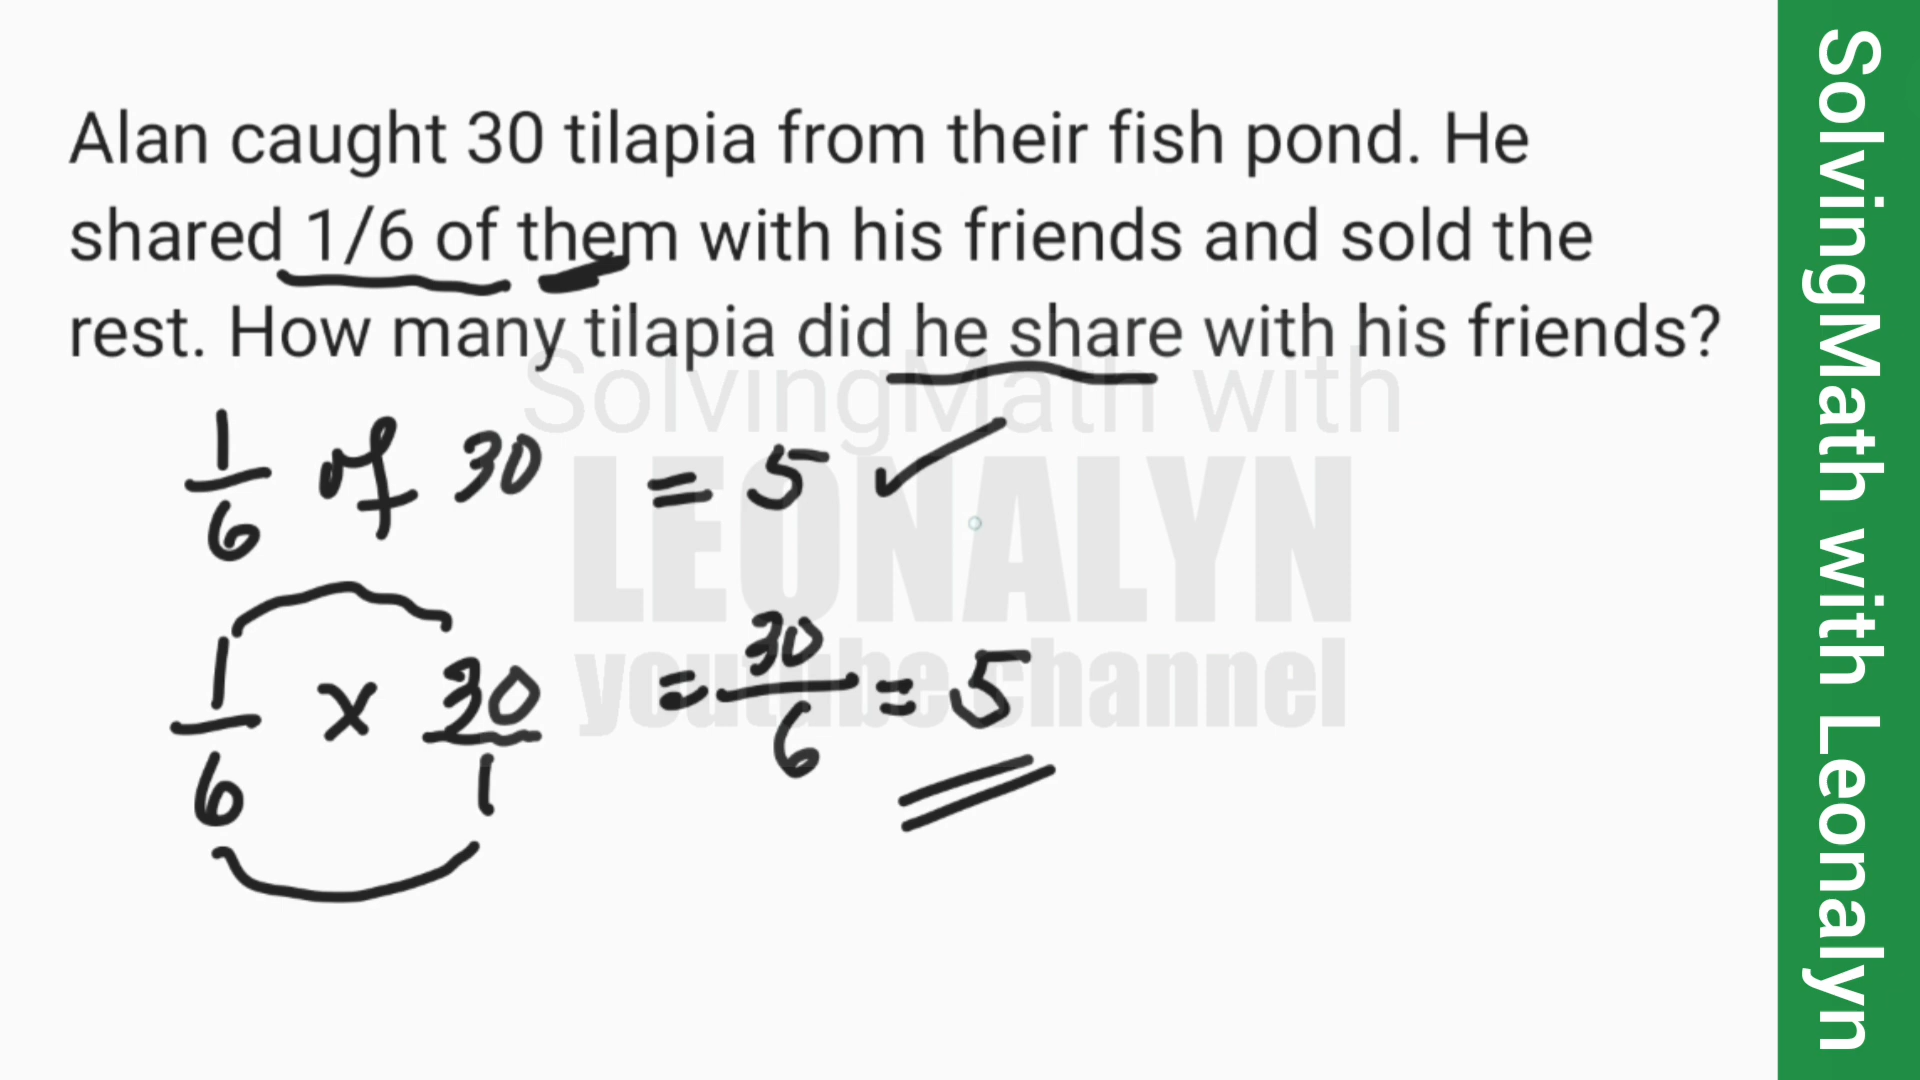 Alan caught 30 tilapia from their fish pond. He
shared 1/6 of them with his friends and sold the
rest. How many tilapia did he share with his friends?
SolvingMath with
LEONALYN
youtube channel
1/6 of 30 = 5 ✓
1/6 x 30/1 = 30/6 = 5
SolvingMath with Leonalyn